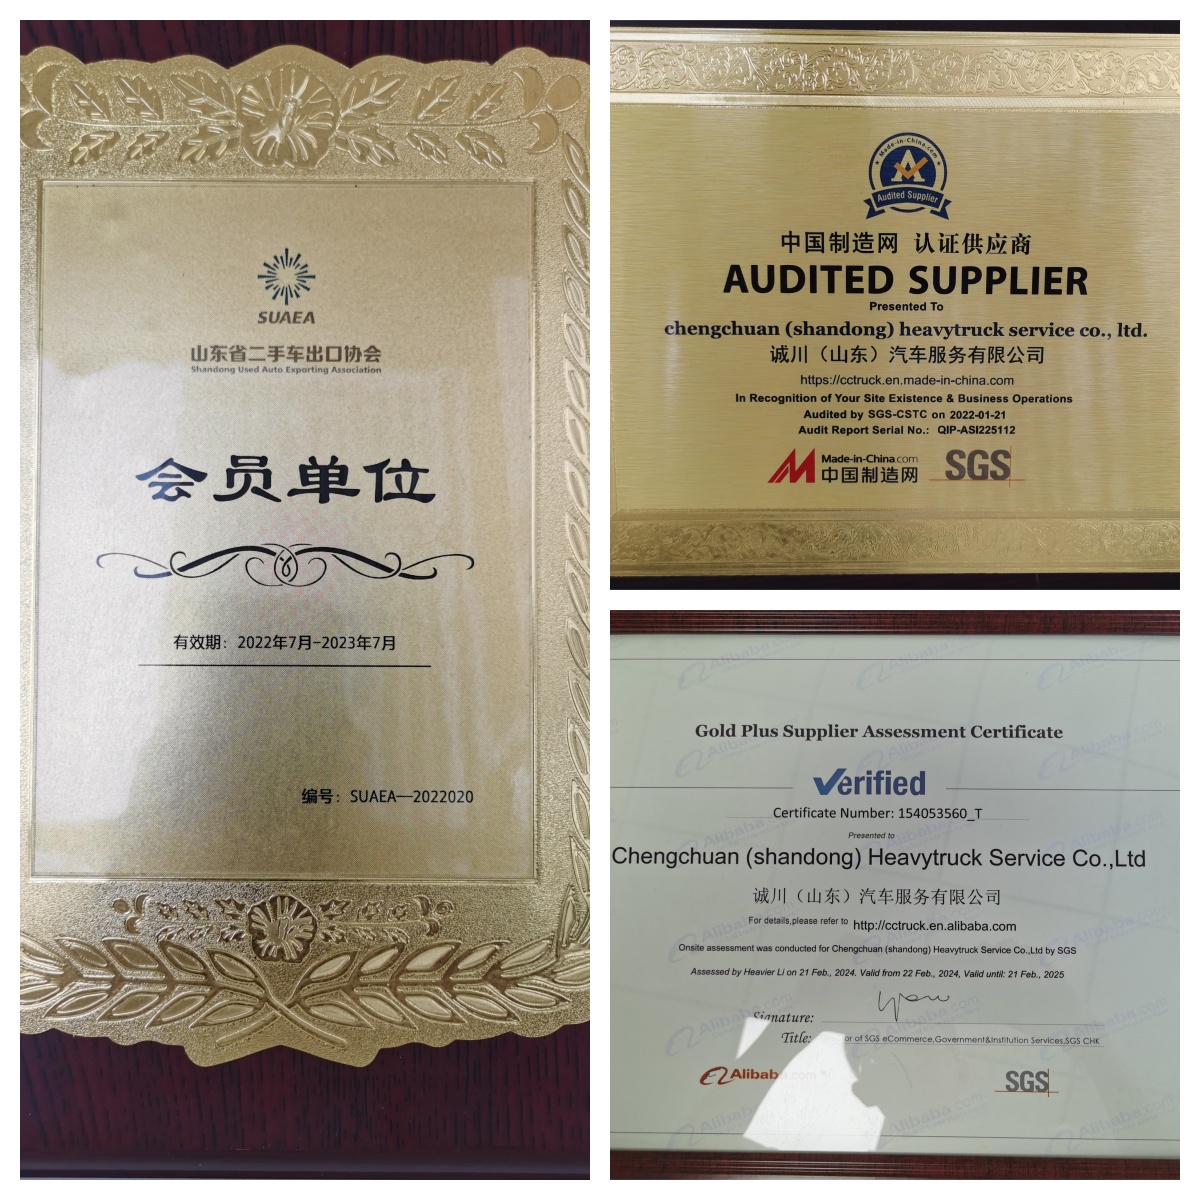 SUAEA
山东省二手车出口协会
Shandong Used Auto Exporting Association
会员单位
有效期：2022年7月-2023年7月
编号：SUAEA—2022020
Made-in-China.com
A
Audited Supplier
中国制造网 认证供应商
AUDITED SUPPLIER
Presented To
chengchuan (shandong) heavytruck service co., ltd.
诚川（山东）汽车服务有限公司
https://cctruck.en.made-in-china.com
In Recognition of Your Site Existence & Business Operations
Audited by SGS-CSTC on 2022-01-21
Audit Report Serial No.: QIP-ASI225112
Made-in-China.com
中国制造网
SGS
Gold Plus Supplier Assessment Certificate
Verified
Certificate Number: 154053560_T
Presented to
Chengchuan (shandong) Heavytruck Service Co.,Ltd
诚川（山东）汽车服务有限公司
For details,please refer to http://cctruck.en.alibaba.com
Onsite assessment was conducted for Chengchuan (shandong) Heavytruck Service Co.,Ltd by SGS
Assessed by Heavier Li on 21 Feb., 2024. Valid from 22 Feb., 2024, Valid until: 21 Feb., 2025
Signature:
Title: or of SGS eCommerce,Government&Institution Services,SGS CHK
Alibaba.com
SGS